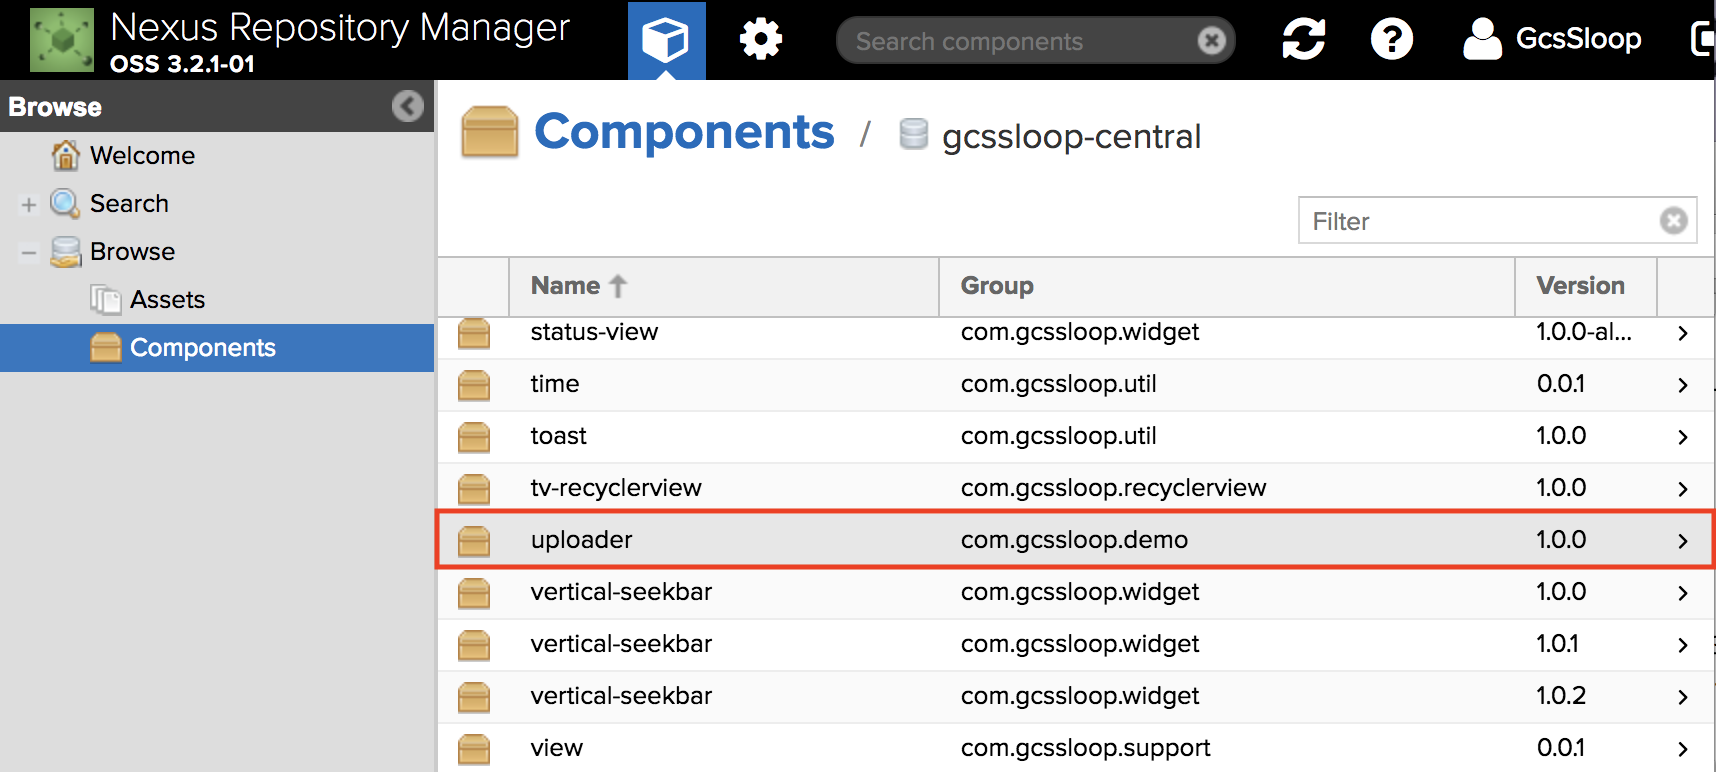 Nexus Repository Manager
OSS 3.2.1-01
Search components
GcsSloop
Browse
Welcome
Search
Browse
Assets
Components
Components / gcssloop-central
Filter
Name Group Version
status-view com.gcssloop.widget 1.0.0-al...
time com.gcssloop.util 0.0.1
toast com.gcssloop.util 1.0.0
tv-recyclerview com.gcssloop.recyclerview 1.0.0
uploader com.gcssloop.demo 1.0.0
vertical-seekbar com.gcssloop.widget 1.0.0
vertical-seekbar com.gcssloop.widget 1.0.1
vertical-seekbar com.gcssloop.widget 1.0.2
view com.gcssloop.support 0.0.1